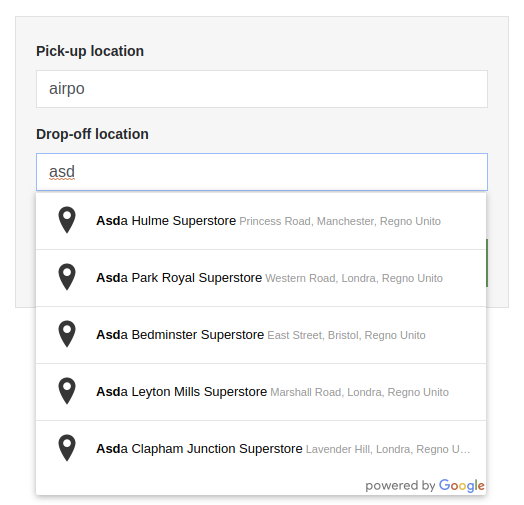 Pick-up location
airpo
Drop-off location
asd
Asda Hulme Superstore Princess Road, Manchester, Regno Unito
Asda Park Royal Superstore Western Road, Londra, Regno Unito
Asda Bedminster Superstore East Street, Bristol, Regno Unito
Asda Leyton Mills Superstore Marshall Road, Londra, Regno Unito
Asda Clapham Junction Superstore Lavender Hill, Londra, Regno U...
powered by Google